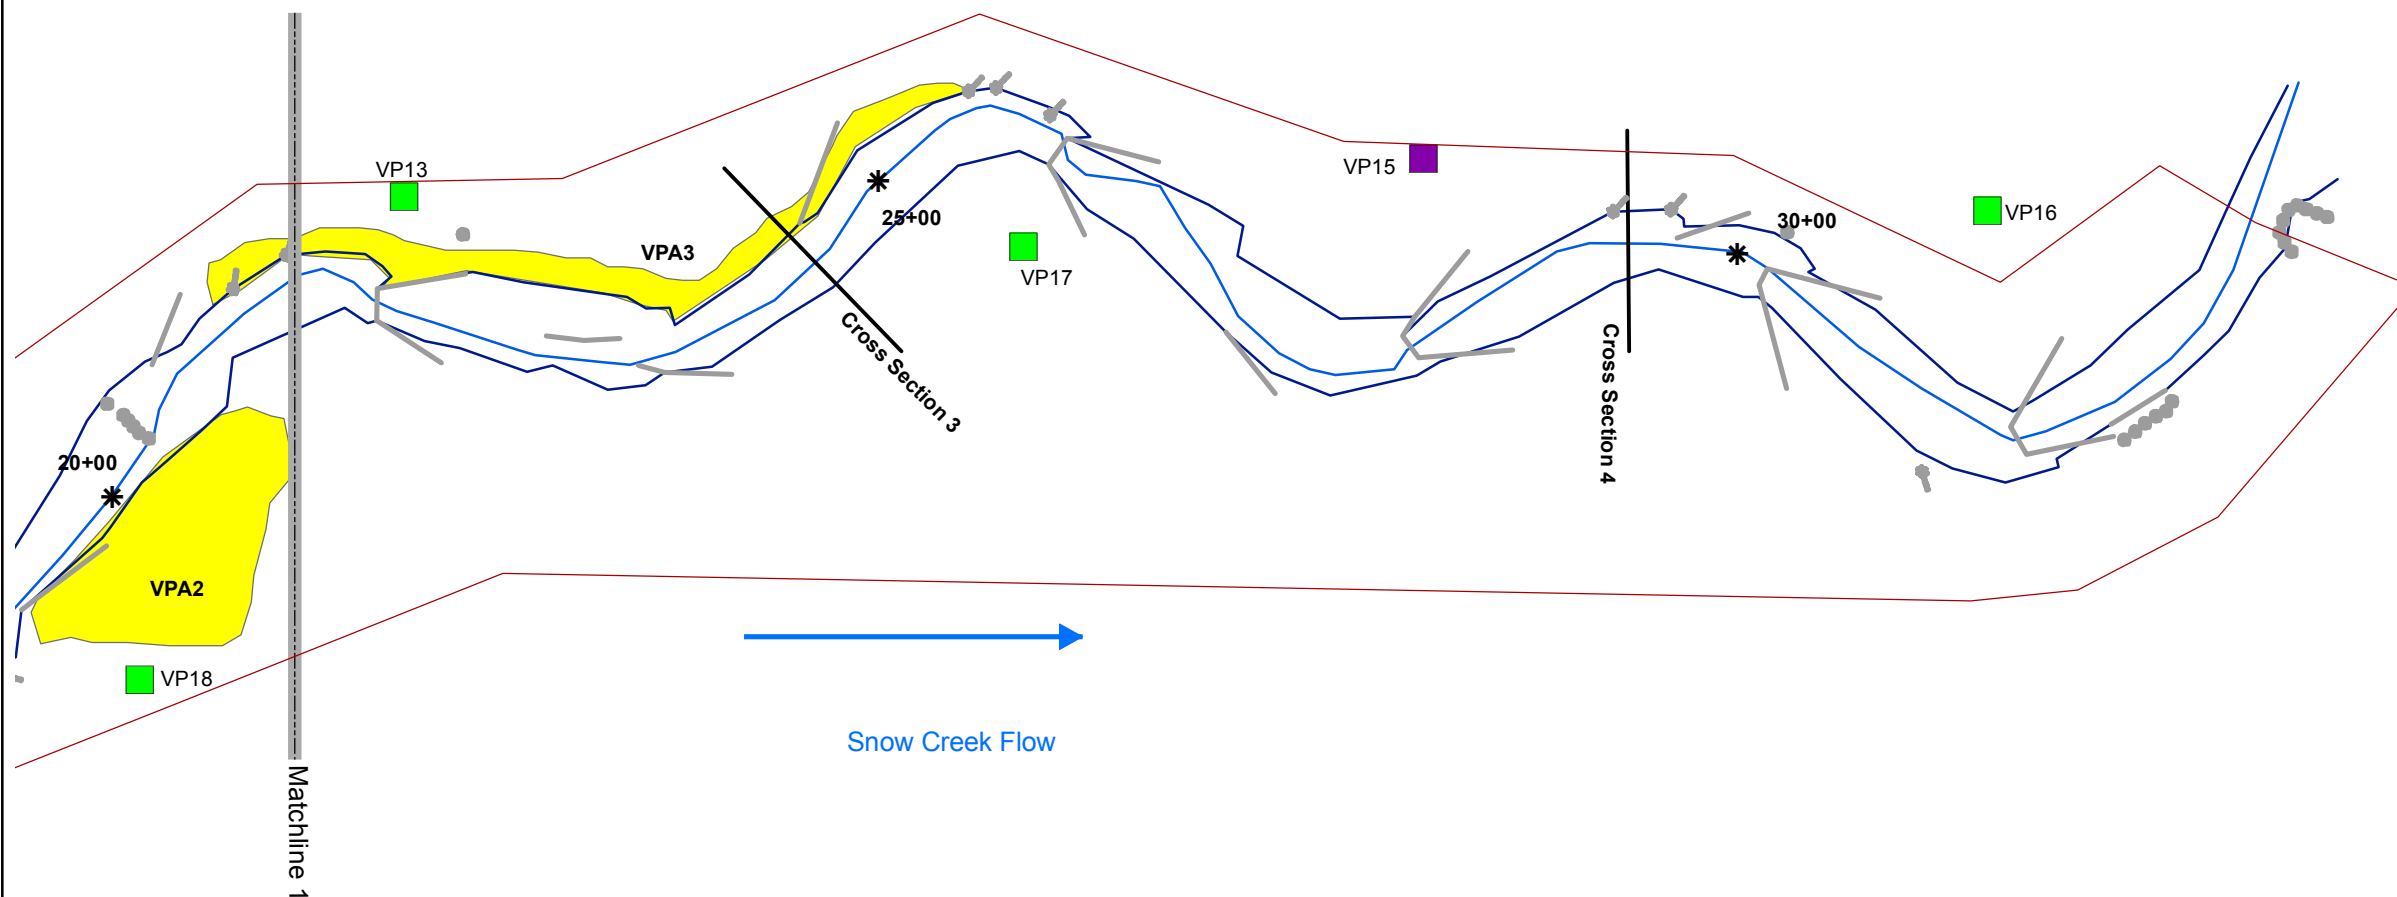 VP13
VP15
VP16
25+00
30+00
VPA3
VP17
Cross Section 3
Cross Section 4
20+00
VPA2
VP18
Snow Creek Flow
Matchline 1